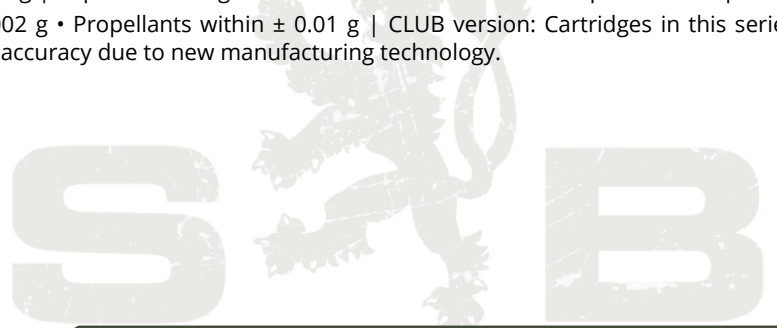 002 g • Propellants within ± 0.01 g | CLUB version: Cartridges in this serie
accuracy due to new manufacturing technology.
S B